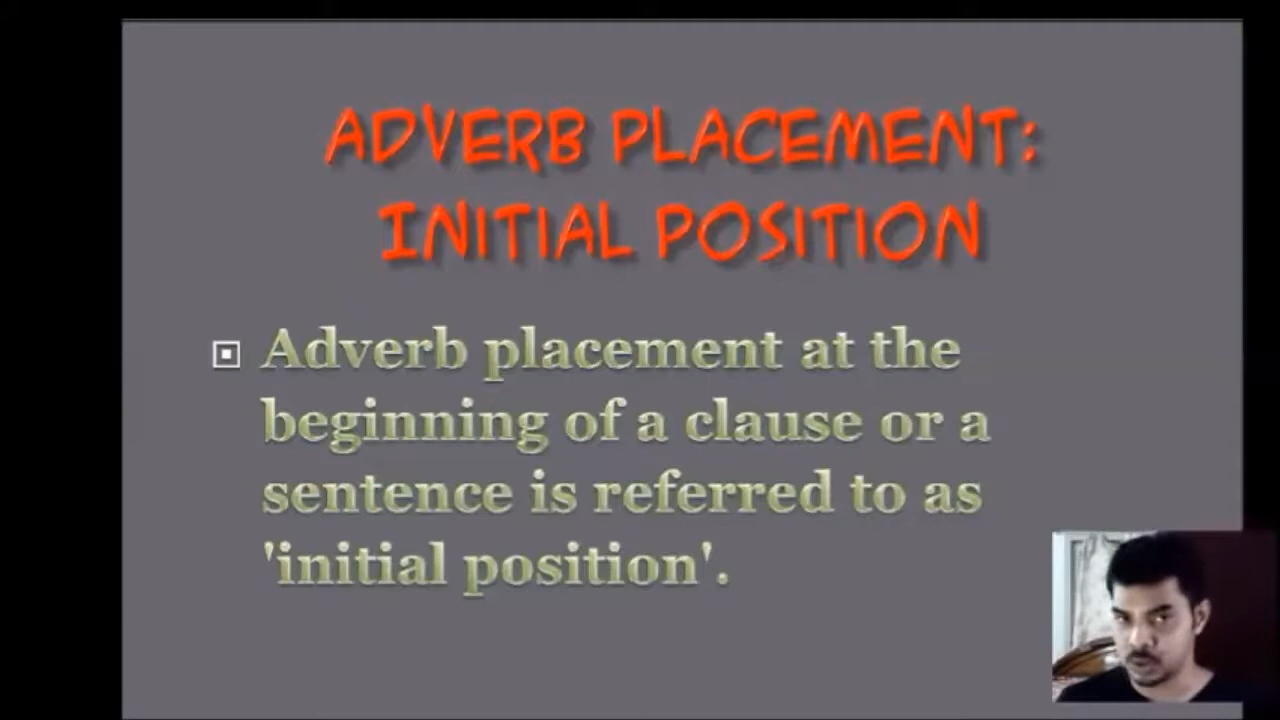 ADVERB PLACEMENT:
INITIAL POSITION
Adverb placement at the
beginning of a clause or a
sentence is referred to as
'initial position'.